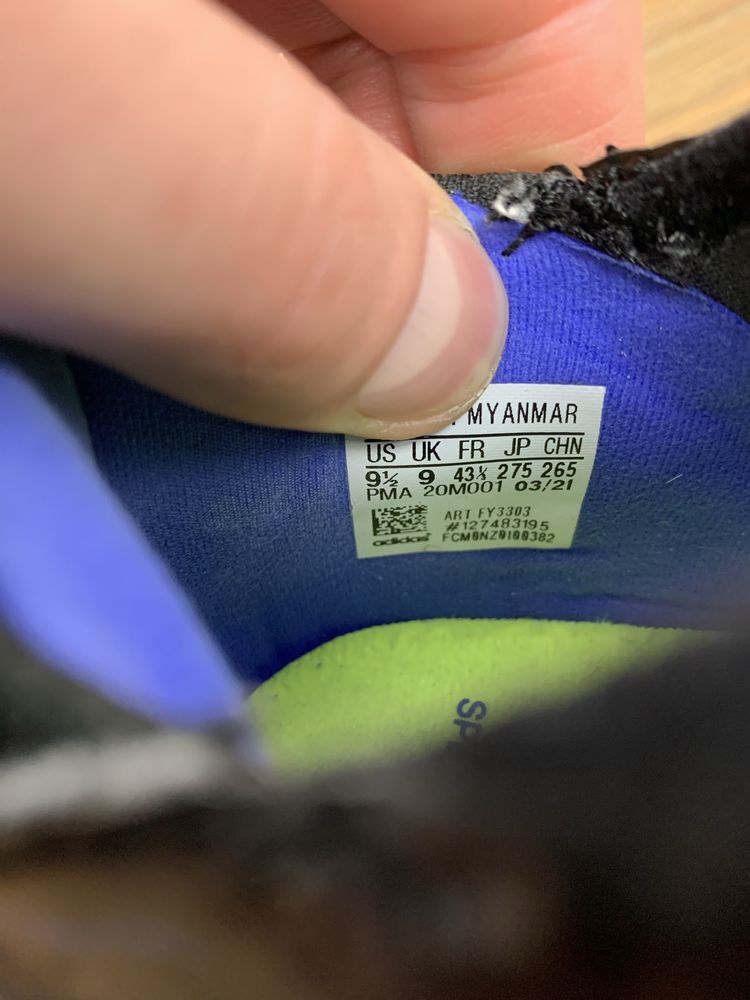 MYANMAR
US UK FR JP CHN
9½ 9 43⅓ 275 265
PMA 20M001 03/21
ART FY3303
#127483195
adidas FCM0NZ0100382
SP